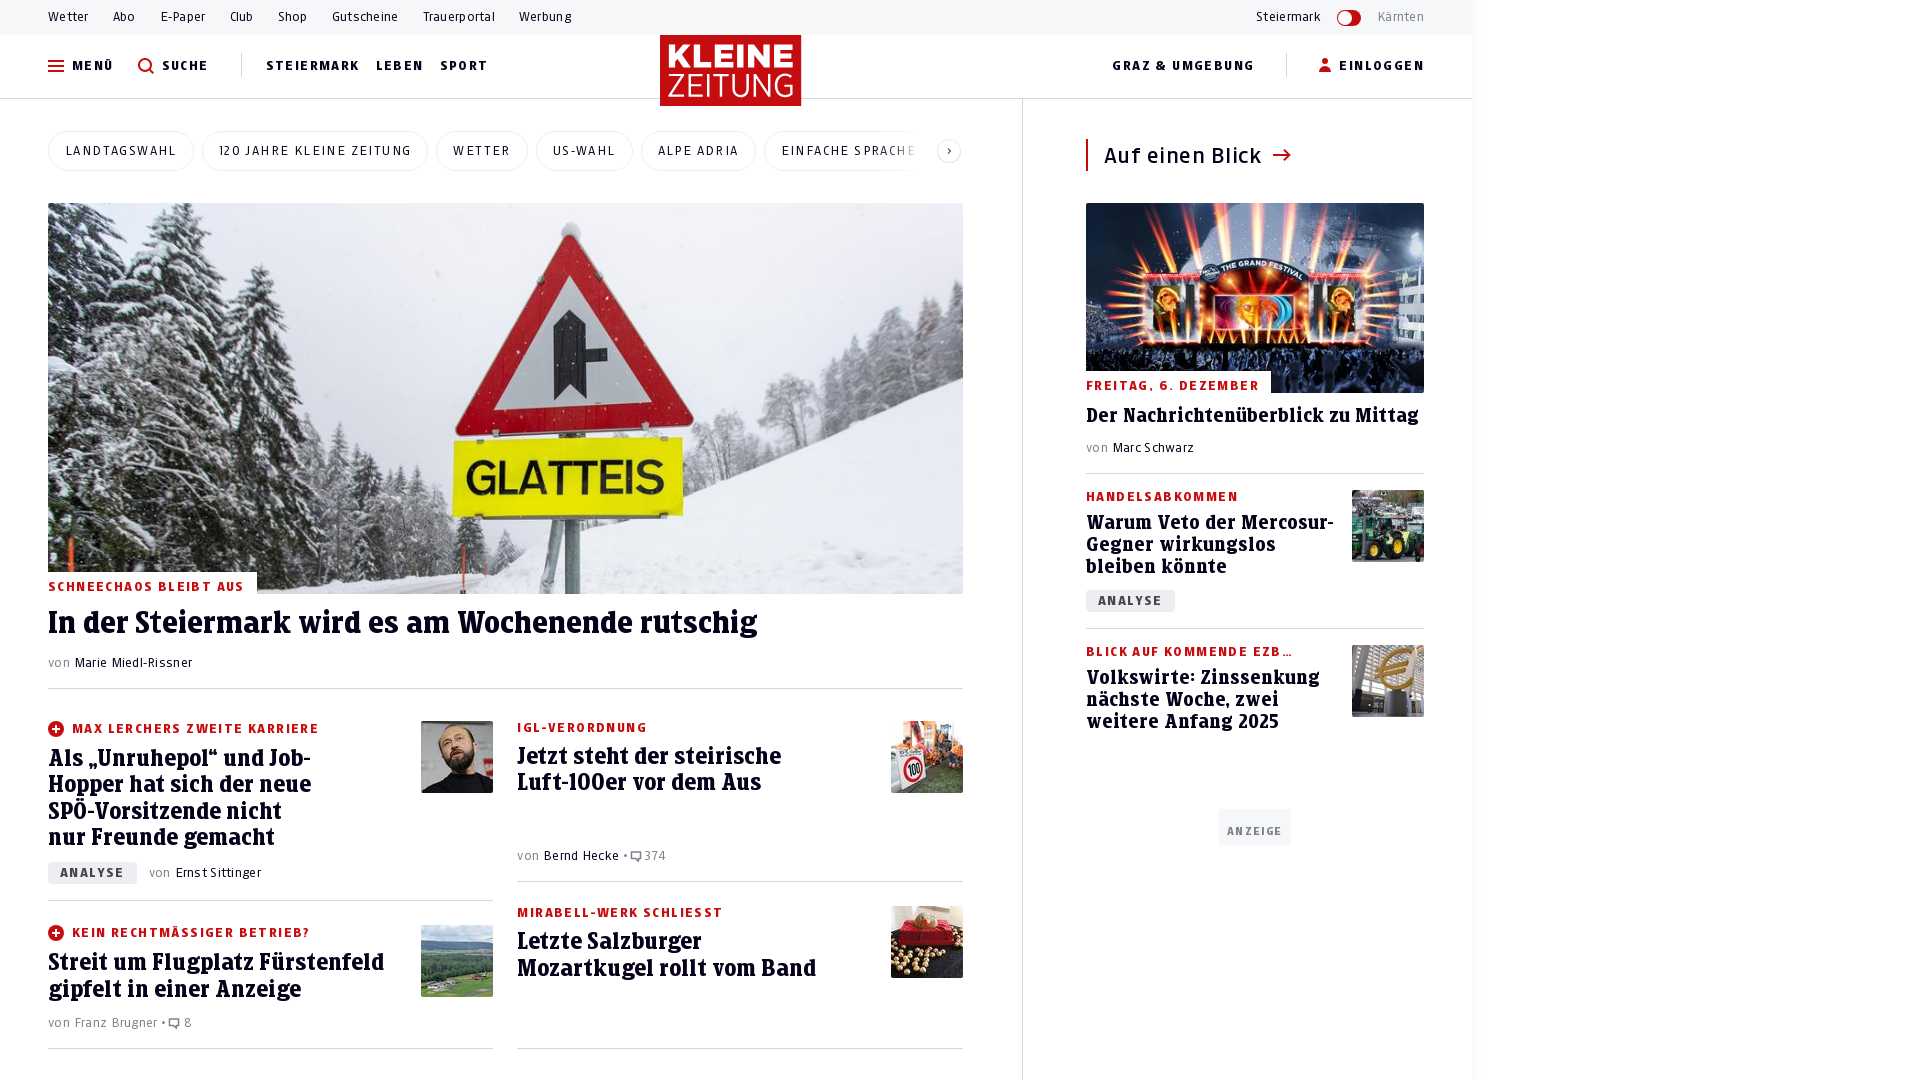 Wetter
Abo
E-Paper
Club
Shop
Gutscheine
Trauerportal
Werbung
Steiermark
Kärnten
MENÜ
SUCHE
STEIERMARK
LEBEN
SPORT
KLEINE
ZEITUNG
GRAZ & UMGEBUNG
EINLOGGEN
LANDTAGSWAHL
120 JAHRE KLEINE ZEITUNG
WETTER
US-WAHL
ALPE ADRIA
EINFACHE SPRACHE
GLATTEIS
SCHNEECHAOS BLEIBT AUS
In der Steiermark wird es am Wochenende rutschig
von Marie Miedl-Rissner
MAX LERCHERS ZWEITE KARRIERE
Als „Unruhepol“ und Job-
Hopper hat sich der neue
SPÖ-Vorsitzende nicht
nur Freunde gemacht
ANALYSE
von Ernst Sittinger
KEIN RECHTMÄSSIGER BETRIEB?
Streit um Flugplatz Fürstenfeld
gipfelt in einer Anzeige
von Franz Brugner • 8
IGL-VERORDNUNG
Jetzt steht der steirische
Luft-100er vor dem Aus
100
von Bernd Hecke • 374
MIRABELL-WERK SCHLIESST
Letzte Salzburger
Mozartkugel rollt vom Band
Auf einen Blick
THE GRAND FESTIVAL
FREITAG, 6. DEZEMBER
Der Nachrichtenüberblick zu Mittag
von Marc Schwarz
HANDELSABKOMMEN
Warum Veto der Mercosur-
Gegner wirkungslos
bleiben könnte
ANALYSE
BLICK AUF KOMMENDE EZB…
Volkswirte: Zinssenkung
nächste Woche, zwei
weitere Anfang 2025
ANZEIGE